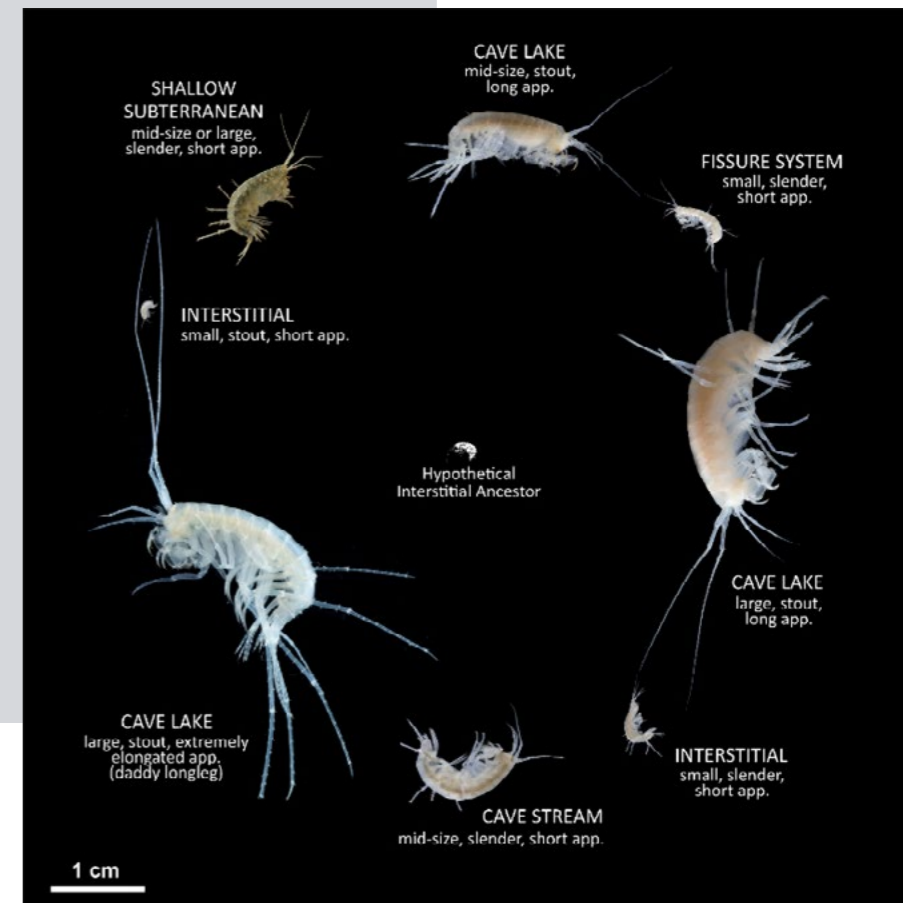 CAVE LAKE
mid-size, stout,
long app.
SHALLOW
SUBTERRANEAN
mid-size or large,
slender, short app.
FISSURE SYSTEM
small, slender,
short app.
INTERSTITIAL
small, stout, short app.
Hypothetical
Interstitial Ancestor
CAVE LAKE
large, stout,
long app.
CAVE LAKE
large, stout, extremely
elongated app.
(daddy longleg)
INTERSTITIAL
small, slender,
short app.
CAVE STREAM
mid-size, slender, short app.
1 cm